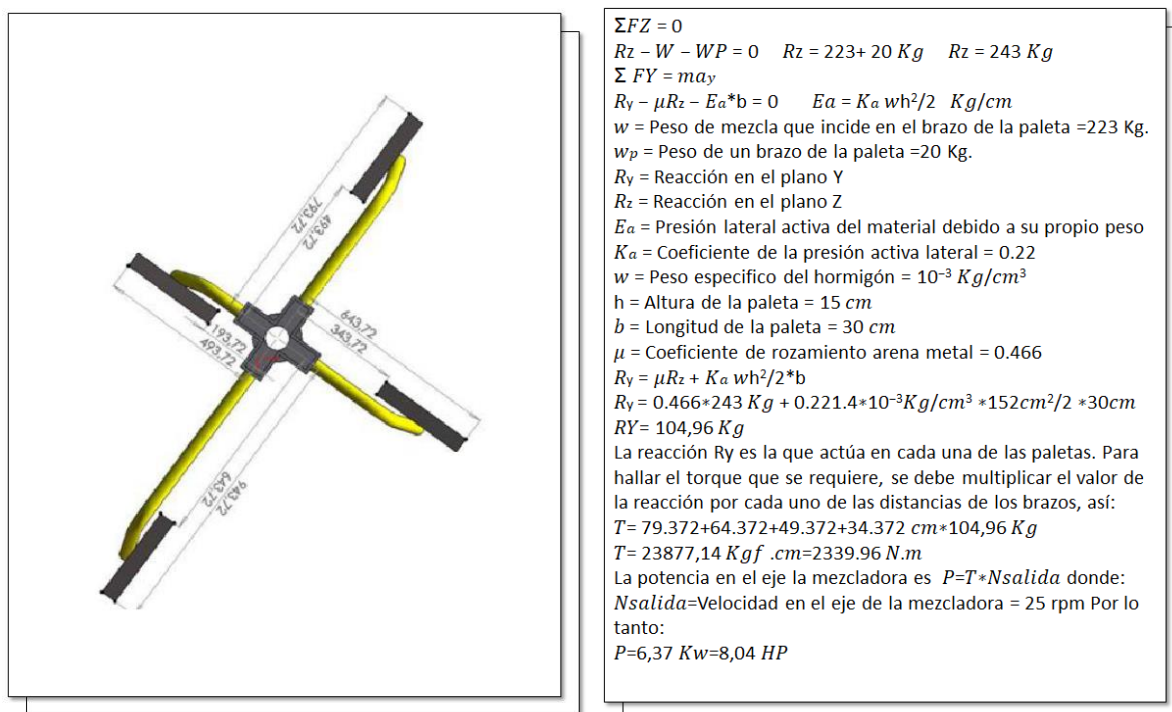 793,72
493,72
643,72
343,72
193,72
493,72
643,72
943,72
ΣFZ = 0
Rz – W – WP = 0 Rz = 223+ 20 Kg Rz = 243 Kg
Σ FY = maᵧ
Rʏ – μRz – Ea*b = 0 Ea = Kₐ wh²/2 Kg/cm
w = Peso de mezcla que incide en el brazo de la paleta =223 Kg.
wₚ = Peso de un brazo de la paleta =20 Kg.
Rʏ = Reacción en el plano Y
Rz = Reacción en el plano Z
Eₐ = Presión lateral activa del material debido a su propio peso
Kₐ = Coeficiente de la presión activa lateral = 0.22
w = Peso especifico del hormigón = 10⁻³ Kg/cm³
h = Altura de la paleta = 15 cm
b = Longitud de la paleta = 30 cm
μ = Coeficiente de rozamiento arena metal = 0.466
Rʏ = μRz + Kₐ wh²/2*b
Rʏ = 0.466*243 Kg + 0.221.4*10⁻³Kg/cm³ *152cm²/2 *30cm
RY= 104,96 Kg
La reacción Ry es la que actúa en cada una de las paletas. Para
hallar el torque que se requiere, se debe multiplicar el valor de
la reacción por cada uno de las distancias de los brazos, así:
T= 79.372+64.372+49.372+34.372 cm*104,96 Kg
T= 23877,14 Kgf .cm=2339.96 N.m
La potencia en el eje la mezcladora es P=T*Nsalida donde:
Nsalida=Velocidad en el eje de la mezcladora = 25 rpm Por lo
tanto:
P=6,37 Kw=8,04 HP